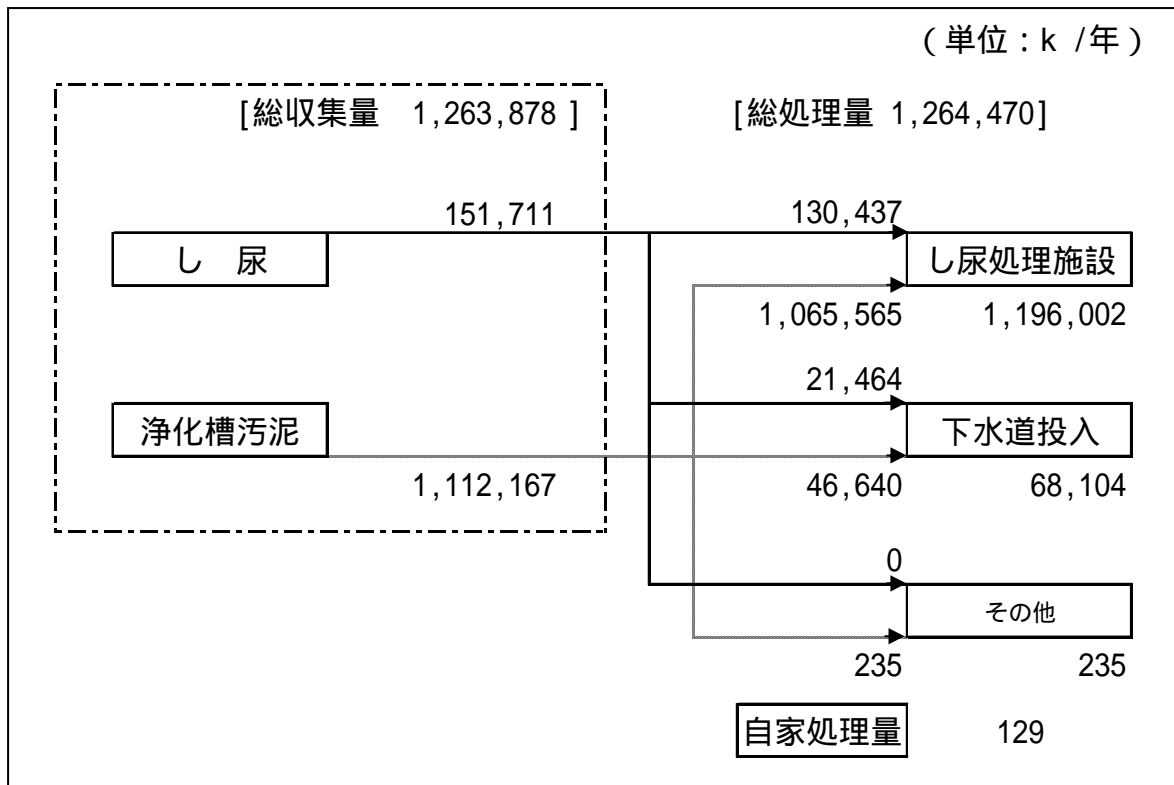 (単位:k /年)
[総収集量 1,263,878 ] [総処理量 1,264,470]
151,711 130,437
し 尿 し尿処理施設
1,065,565 1,196,002
21,464
浄化槽汚泥 下水道投入
1,112,167 46,640 68,104
0
その他
235 235
自家処理量 129